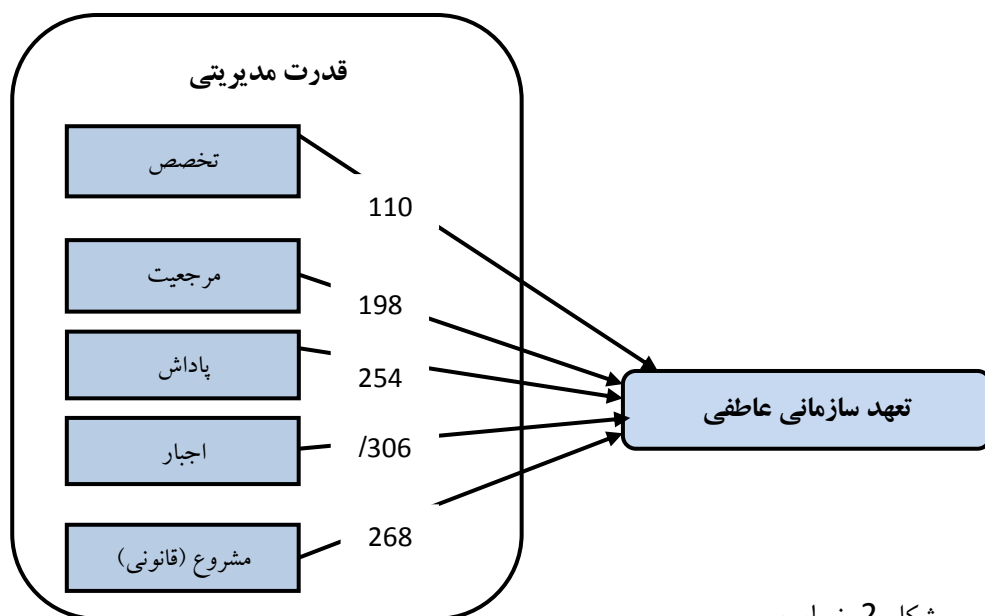 قدرت مدیریتی
تخصص
110
مرجعیت
198
پاداش
254
اجبار
/306
مشروع (قانونی)
268
تعهد سازمانی عاطفی
شکل 2